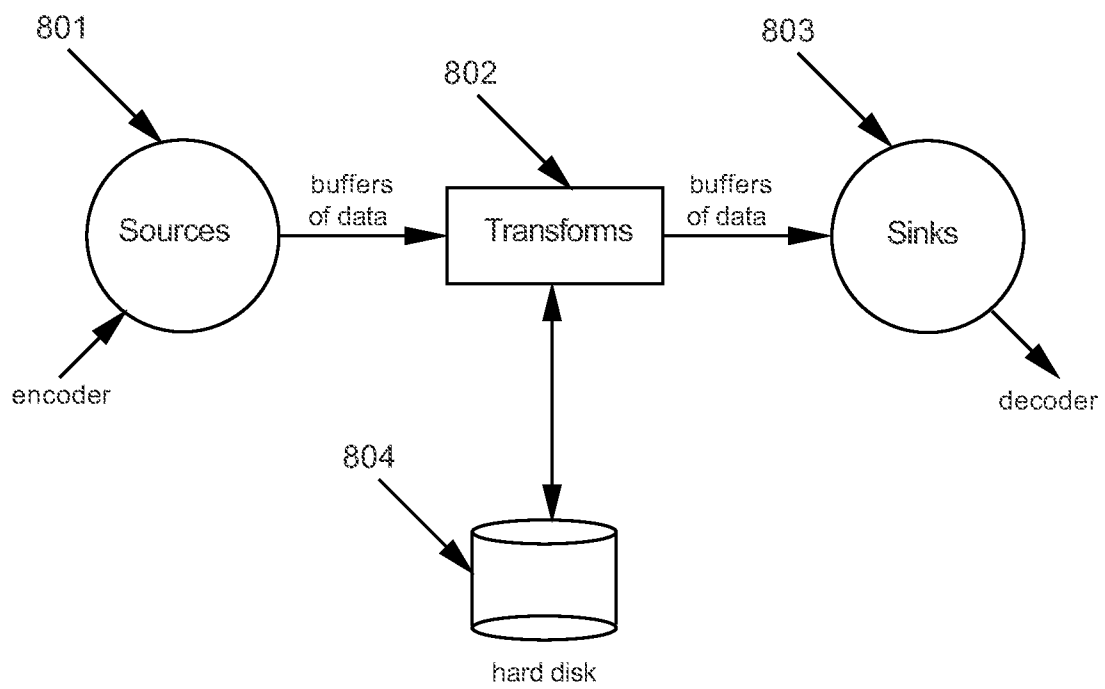 801
802
803
buffers
of data
buffers
of data
Sources
Transforms
Sinks
encoder
decoder
804
hard disk